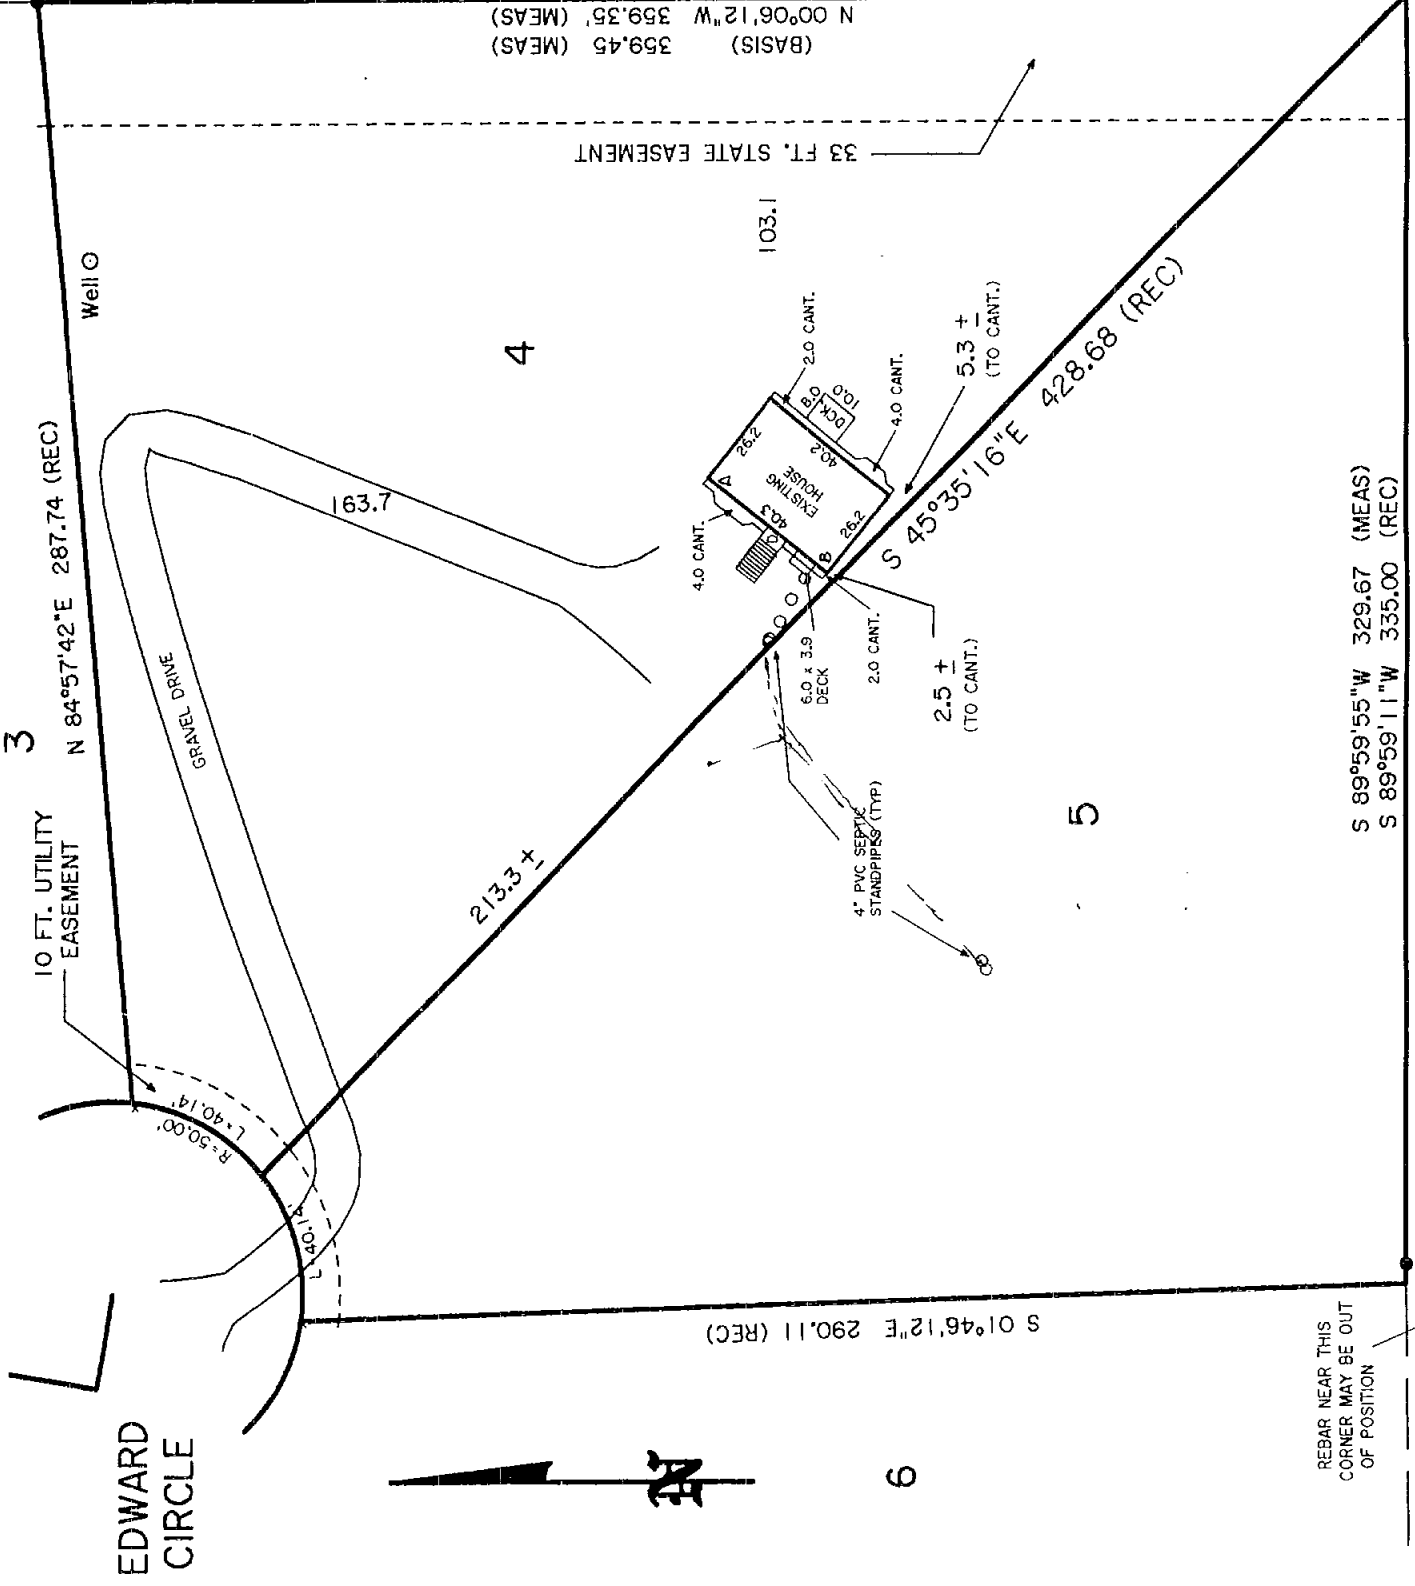 N 00°06'12"W 359.35' (MEAS)
(BASIS) 359.45 (MEAS)
33 FT. STATE EASEMENT
3
N 84°57'42"E 287.74 (REC)
Well
10 FT. UTILITY
EASEMENT
GRAVEL DRIVE
163.7
4
103.1
R=50.00'
L=40.14'
L=40.14'
213.3 ±
EXISTING
HOUSE
26.2
40.2
26.2
40.3
DCK
8.0
10.0
2.0 CANT.
4.0 CANT.
4.0 CANT.
2.0 CANT.
6.0 x 3.9
DECK
5.3 ±
(TO CANT.)
2.5 ±
(TO CANT.)
S 45°35'16"E 428.68 (REC)
4" PVC SEPTIC
STANDPIPES (TYP)
5
S 89°59'55"W 329.67 (MEAS)
S 89°59'11"W 335.00 (REC)
S 01°46'12"E 290.11 (REC)
EDWARD
CIRCLE
N
6
REBAR NEAR THIS
CORNER MAY BE OUT
OF POSITION